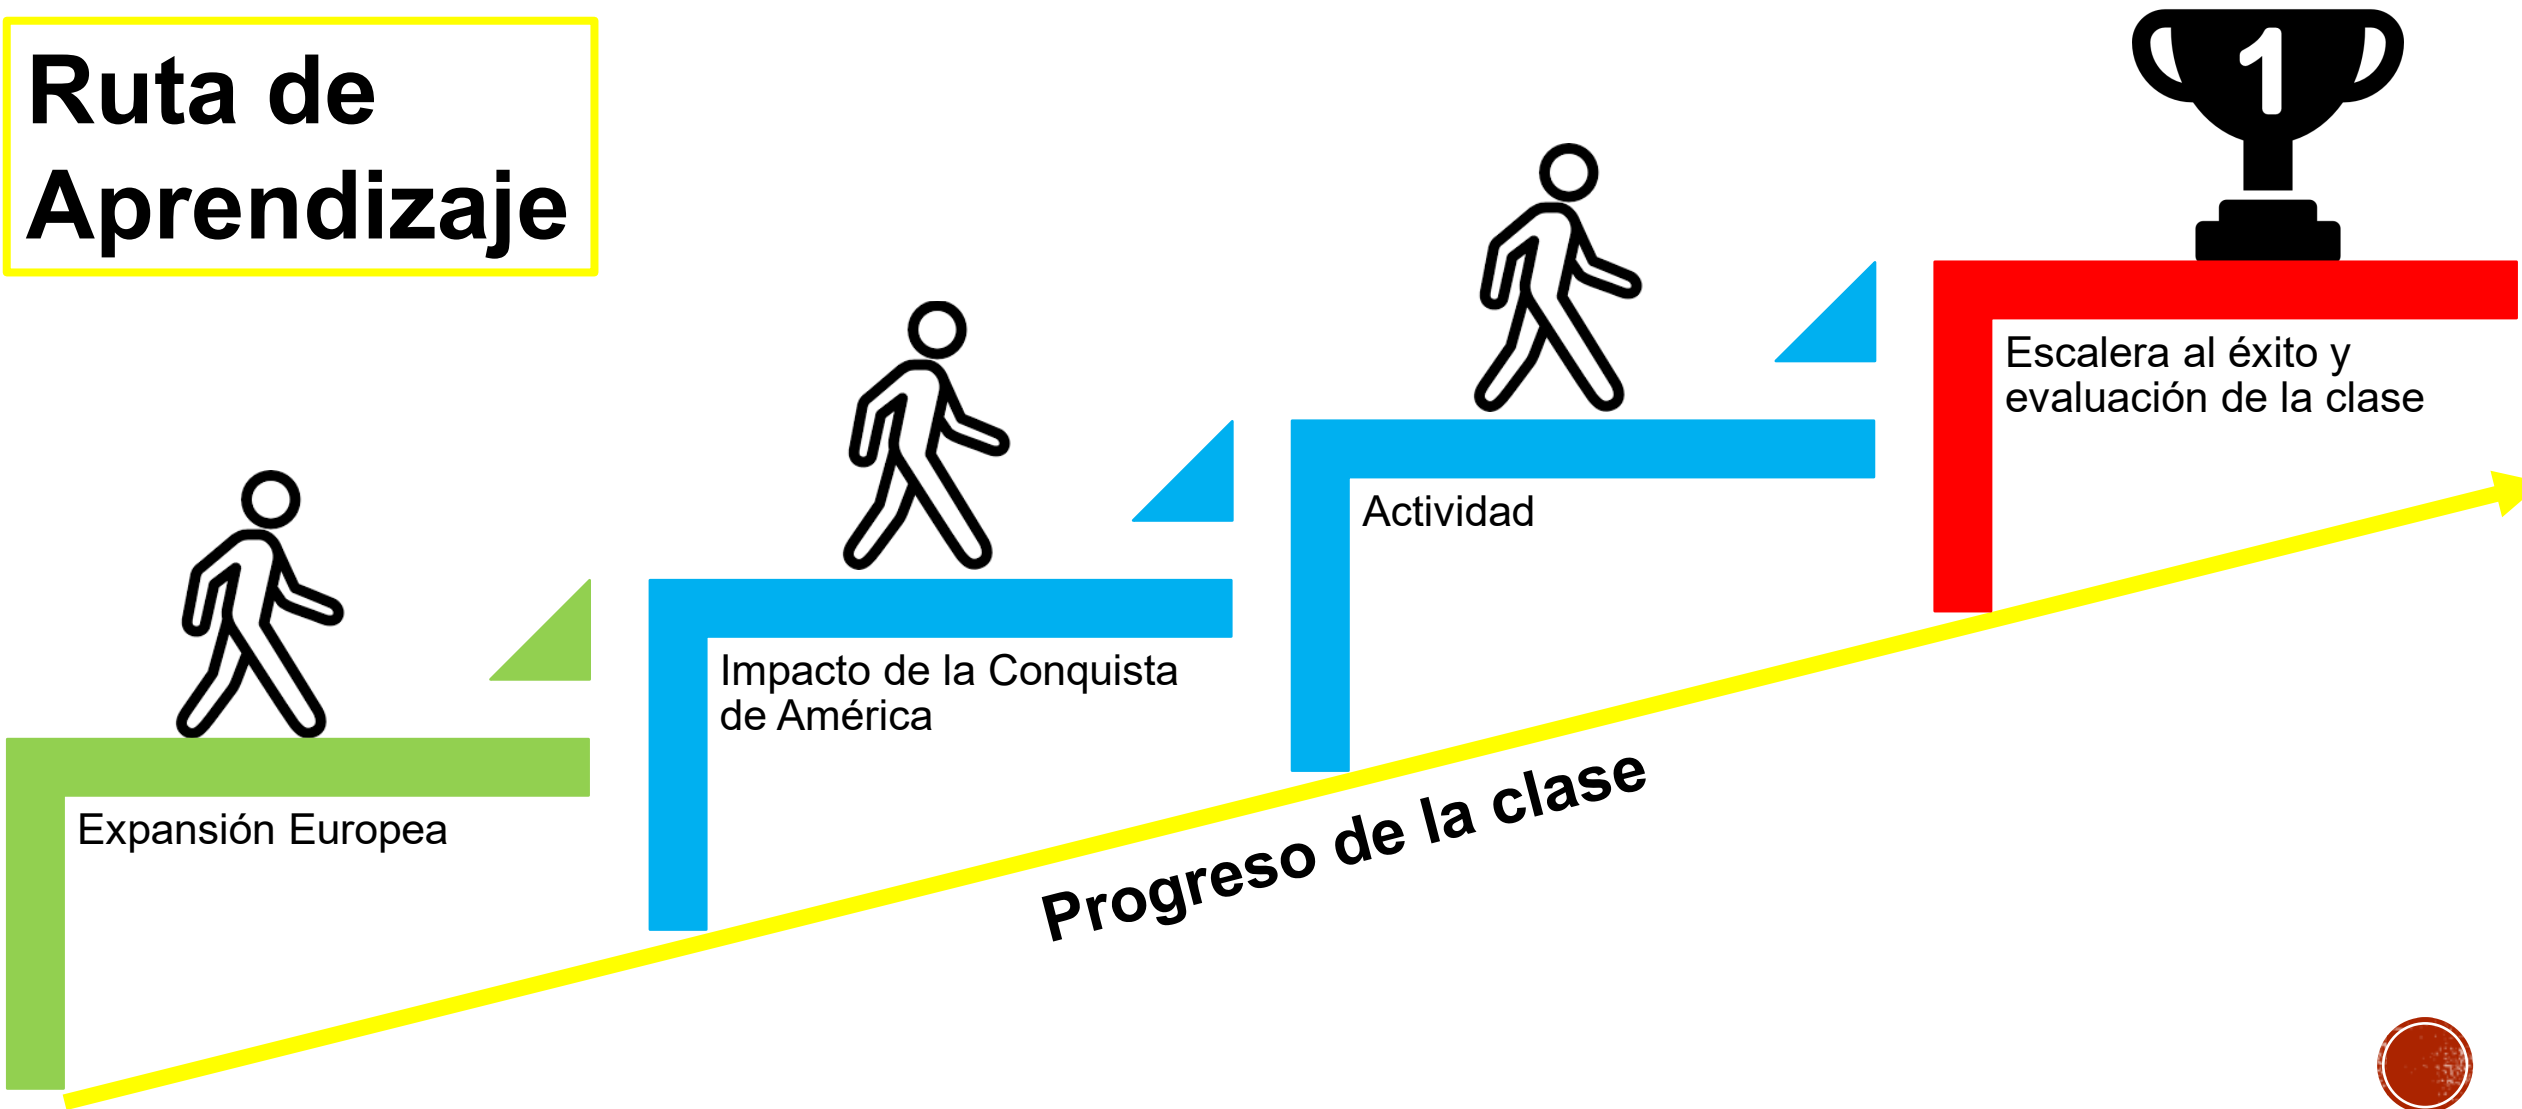 Ruta de
Aprendizaje
1
Escalera al éxito y
evaluación de la clase
Actividad
Impacto de la Conquista
de América
Expansión Europea
Progreso de la clase